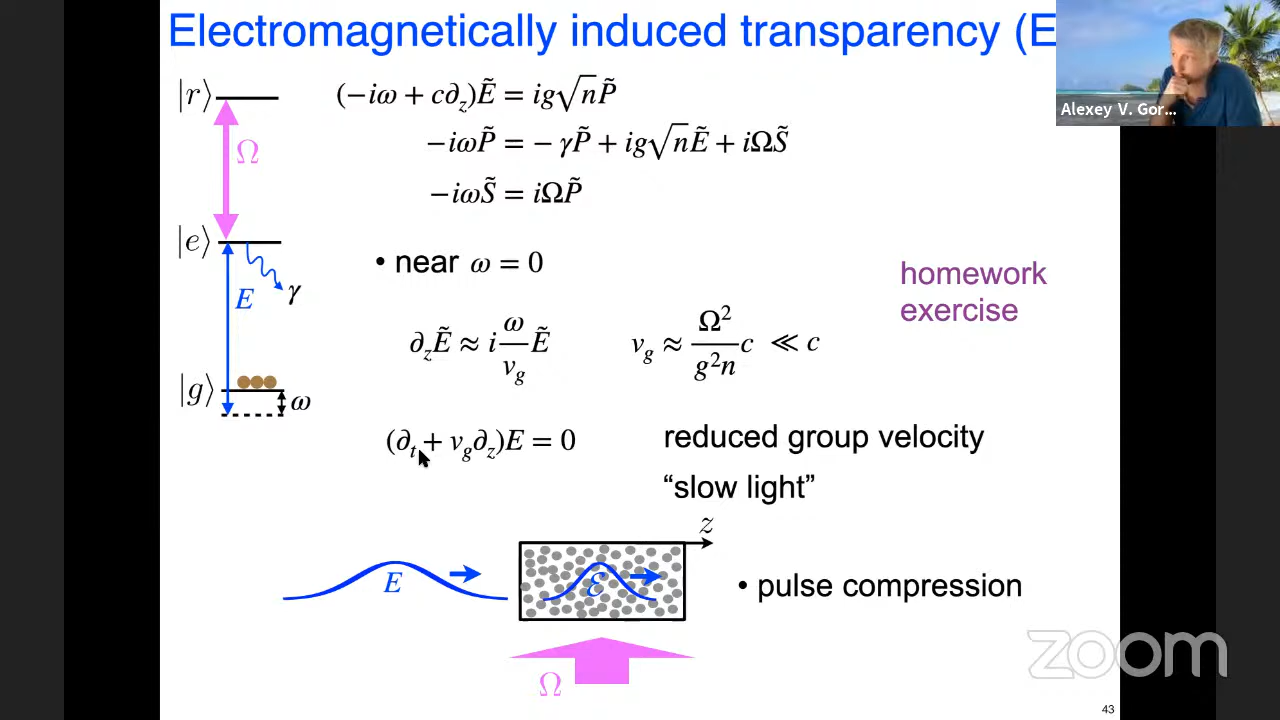 Electromagnetically induced transparency (E
Alexey V. Gor...
|r⟩
Ω
|e⟩
γ
E
|g⟩
ω
(−iω + c∂_z)Ẽ = ig√n P̃
−iωP̃ = − γP̃ + ig√n Ẽ + iΩS̃
−iωS̃ = iΩP̃
• near ω = 0
homework
exercise
∂_z Ẽ ≈ i ω/v_g Ẽ
v_g ≈ Ω²/g²n c ≪ c
(∂_t + v_g ∂_z)E = 0
reduced group velocity
“slow light”
z
E
ℰ
• pulse compression
Ω
zoom
43